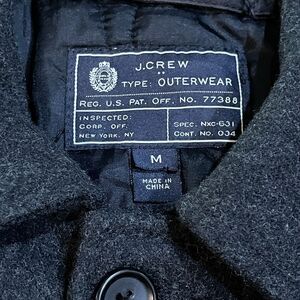 J.CREW
TYPE: OUTERWEAR
REG. U.S. PAT. OFF. NO. 77388
INSPECTED:
CORP. OFF.
NEW YORK. NY
SPEC. NXC-G31
CONT. NO. 034
M
MADE IN
CHINA